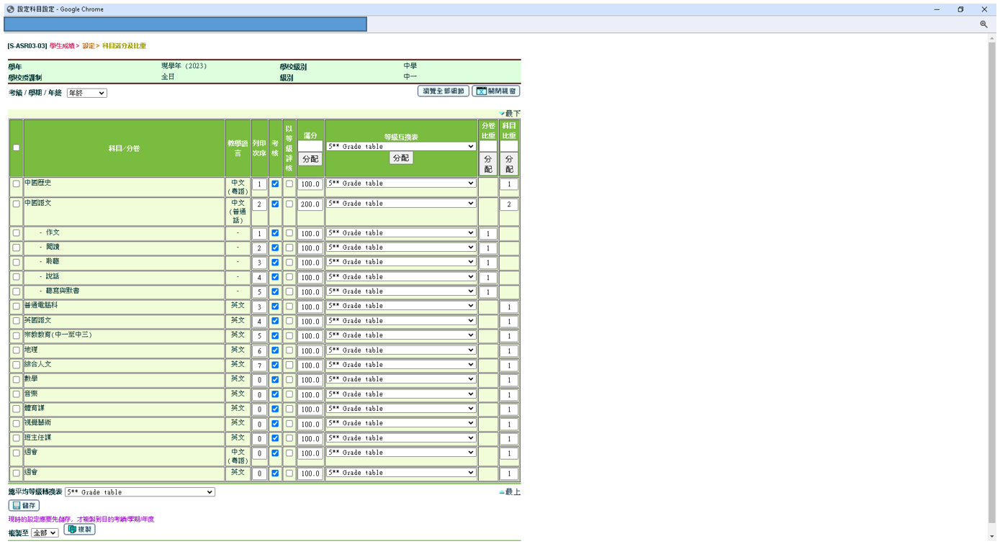 設定科目設定 - Google Chrome
[S-ASR03-03] 學生成績 > 設定 > 科目滿分及比重
學年 現學年 (2023) 學校級別 中學
學校授課制 全日 級別 中一
考績 / 學期 / 年終 年終 瀏覽全部細節 關閉視窗
最下
科目/分卷 教學語言 列印次序 考核 以等級評核 滿分 分配 等級互換表 5** Grade table 分配 分卷比重 分配 科目比重 分配
中國歷史 中文(粵語) 1 100.0 5** Grade table 1
中國語文 中文(普通話) 2 200.0 5** Grade table 2
- 作文 - 1 100.0 5** Grade table 1
- 閱讀 - 2 100.0 5** Grade table 1
- 聆聽 - 3 100.0 5** Grade table 1
- 說話 - 4 100.0 5** Grade table 1
- 聽寫與默書 - 5 100.0 5** Grade table 1
普通電腦科 英文 3 100.0 5** Grade table 1
英國語文 英文 4 100.0 5** Grade table 1
宗教教育(中一至中三) 英文 5 100.0 5** Grade table 1
地理 英文 6 100.0 5** Grade table 1
綜合人文 英文 7 100.0 5** Grade table 1
數學 英文 0 100.0 5** Grade table 1
音樂 英文 0 100.0 5** Grade table 1
體育課 英文 0 100.0 5** Grade table 1
視覺藝術 英文 0 100.0 5** Grade table 1
班主任課 英文 0 100.0 5** Grade table 1
週會 中文(粵語) 0 100.0 5** Grade table 1
週會 英文 0 100.0 5** Grade table 1
總平均等級轉換表 5** Grade table 最上
儲存
現時的設定應要先儲存, 才複製到目的考績/學期/年度
複製至 全部 複製